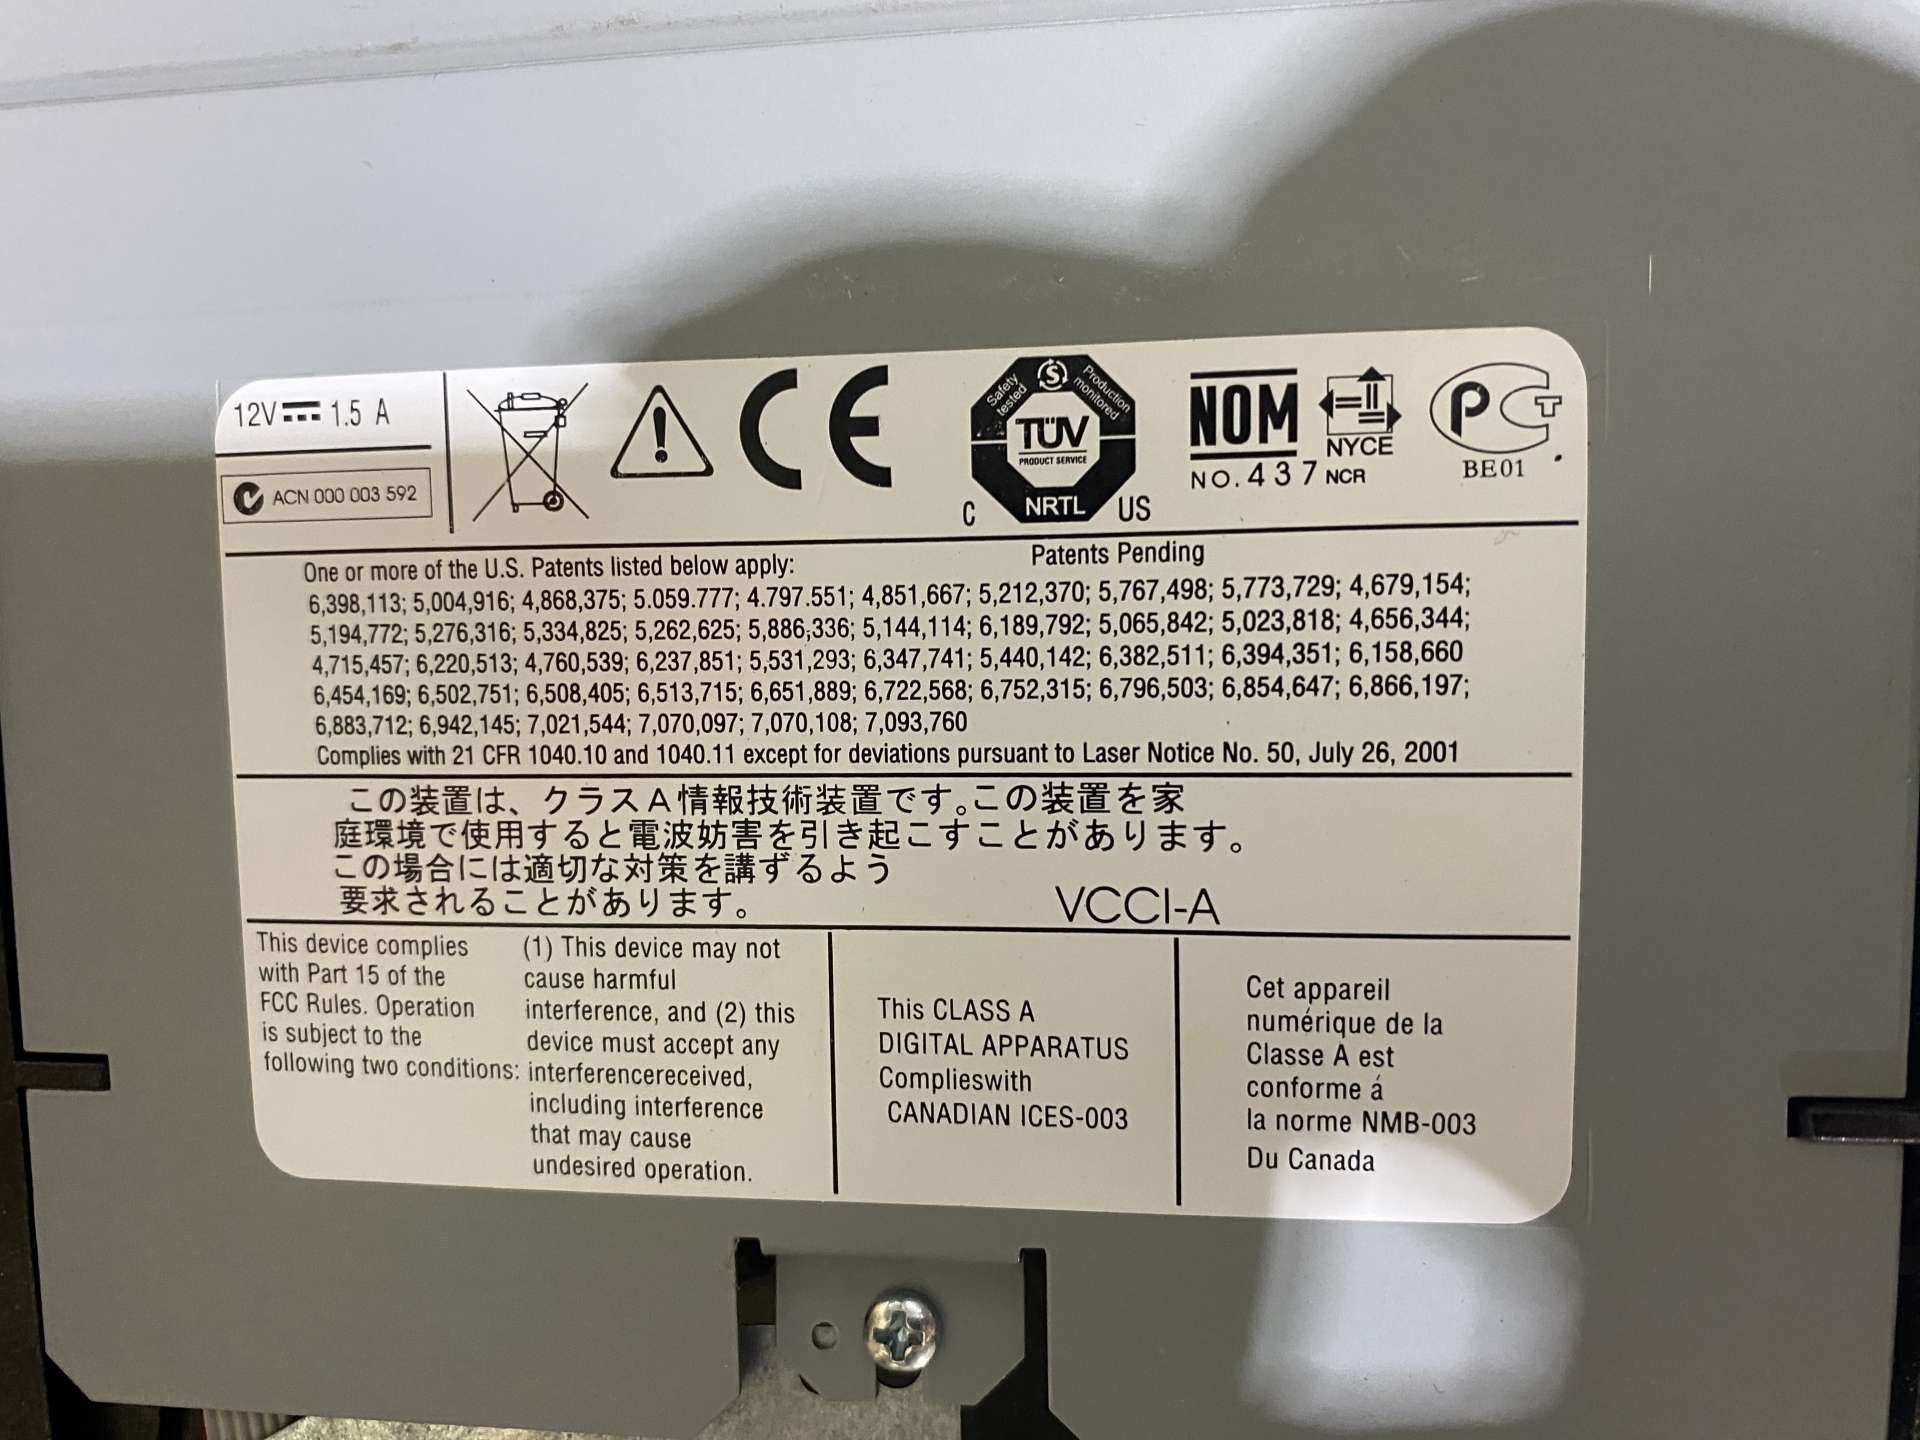 12V 1.5 A
ACN 000 003 592
CE
Safety tested
S
Production monitored
TÜV
PRODUCT SERVICE
C NRTL US
NOM
NO.437
NYCE
NCR
PCT
BE01
One or more of the U.S. Patents listed below apply: Patents Pending
6,398,113; 5,004,916; 4,868,375; 5.059.777; 4.797.551; 4,851,667; 5,212,370; 5,767,498; 5,773,729; 4,679,154;
5,194,772; 5,276,316; 5,334,825; 5,262,625; 5,886,336; 5,144,114; 6,189,792; 5,065,842; 5,023,818; 4,656,344;
4,715,457; 6,220,513; 4,760,539; 6,237,851; 5,531,293; 6,347,741; 5,440,142; 6,382,511; 6,394,351; 6,158,660
6,454,169; 6,502,751; 6,508,405; 6,513,715; 6,651,889; 6,722,568; 6,752,315; 6,796,503; 6,854,647; 6,866,197;
6,883,712; 6,942,145; 7,021,544; 7,070,097; 7,070,108; 7,093,760
Complies with 21 CFR 1040.10 and 1040.11 except for deviations pursuant to Laser Notice No. 50, July 26, 2001
この装置は、クラスA情報技術装置です。この装置を家
庭環境で使用すると電波妨害を引き起こすことがあります。
この場合には適切な対策を講ずるよう
要求されることがあります。
VCCI-A
This device complies
with Part 15 of the
FCC Rules. Operation
is subject to the
following two conditions:
(1) This device may not
cause harmful
interference, and (2) this
device must accept any
interferencereceived,
including interference
that may cause
undesired operation.
This CLASS A
DIGITAL APPARATUS
Complieswith
CANADIAN ICES-003
Cet appareil
numérique de la
Classe A est
conforme á
la norme NMB-003
Du Canada